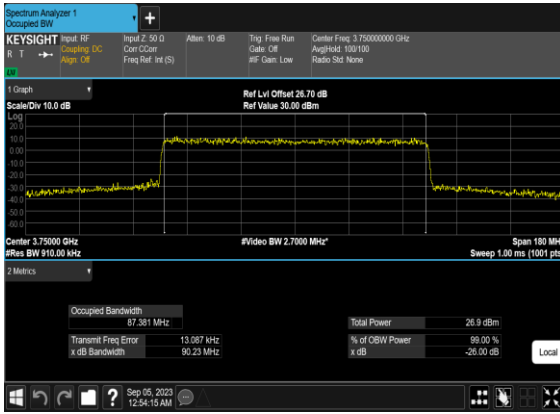 Spectrum Analyzer 1
Occupied BW
+
KEYSIGHT Input: RF Input Z: 50 Ω Atten: 10 dB Trig: Free Run Center Freq: 3.750000000 GHz
R T Coupling: DC Corr CCorr Gate: Off Avg|Hold: 100/100
Align: Off Freq Ref: Int (S) #IF Gain: Low Radio Std: None
LXI
1 Graph Ref Lvl Offset 26.70 dB
Scale/Div 10.0 dB Ref Value 30.00 dBm
Log
20.0
10.0
0.00
-10.0
-20.0
-30.0
-40.0
-50.0
-60.0
Center 3.75000 GHz #Video BW 2.7000 MHz* Span 180 MH
#Res BW 910.00 kHz Sweep 1.00 ms (1001 pts
2 Metrics
Occupied Bandwidth
87.381 MHz Total Power 26.9 dBm
Transmit Freq Error 13.087 kHz % of OBW Power 99.00 %
x dB Bandwidth 90.23 MHz x dB -26.00 dB
Local
? Sep 05, 2023
12:54:15 AM